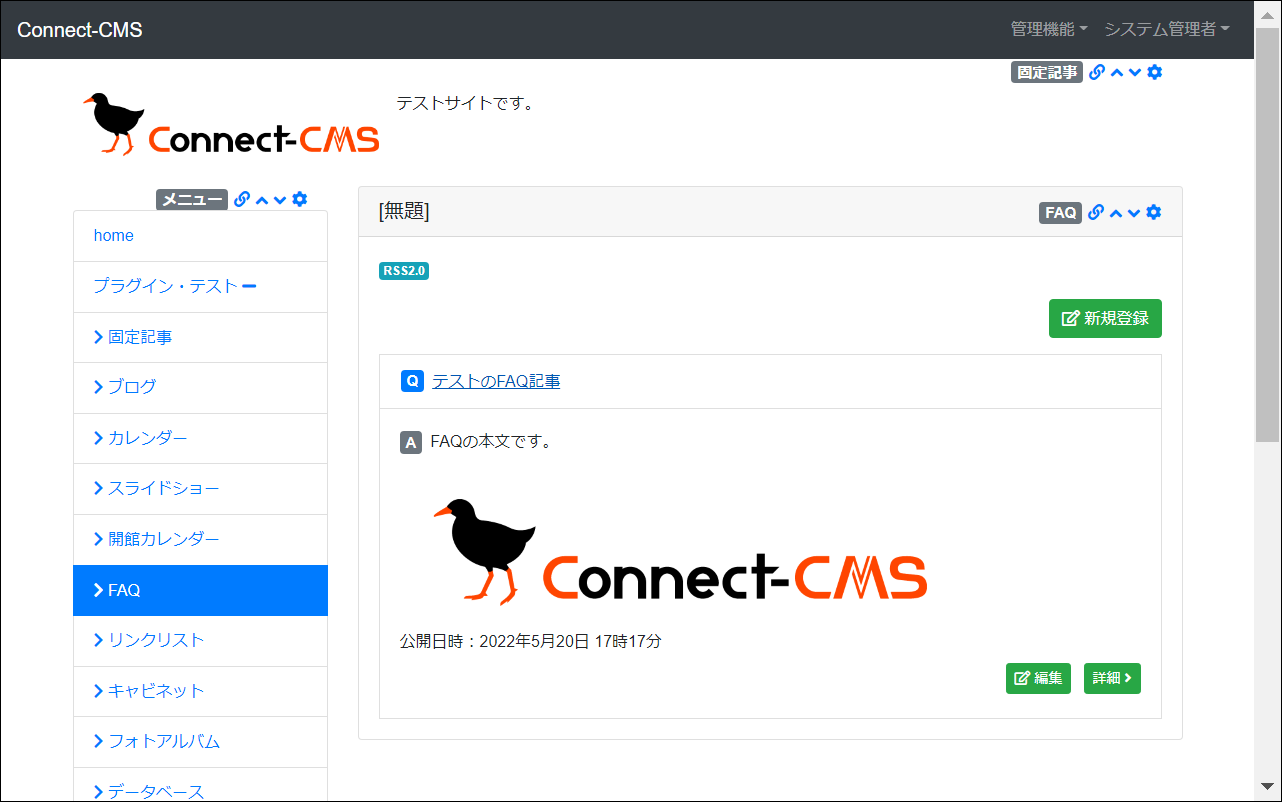 Connect-CMS
管理機能
システム管理者
固定記事
Connect-CMS
テストサイトです。
メニュー
home
プラグイン・テスト
固定記事
ブログ
カレンダー
スライドショー
開館カレンダー
FAQ
リンクリスト
キャビネット
フォトアルバム
データベース
[無題]
FAQ
RSS2.0
新規登録
Q テストのFAQ記事
A FAQの本文です。
Connect-CMS
公開日時：2022年5月20日 17時17分
編集
詳細